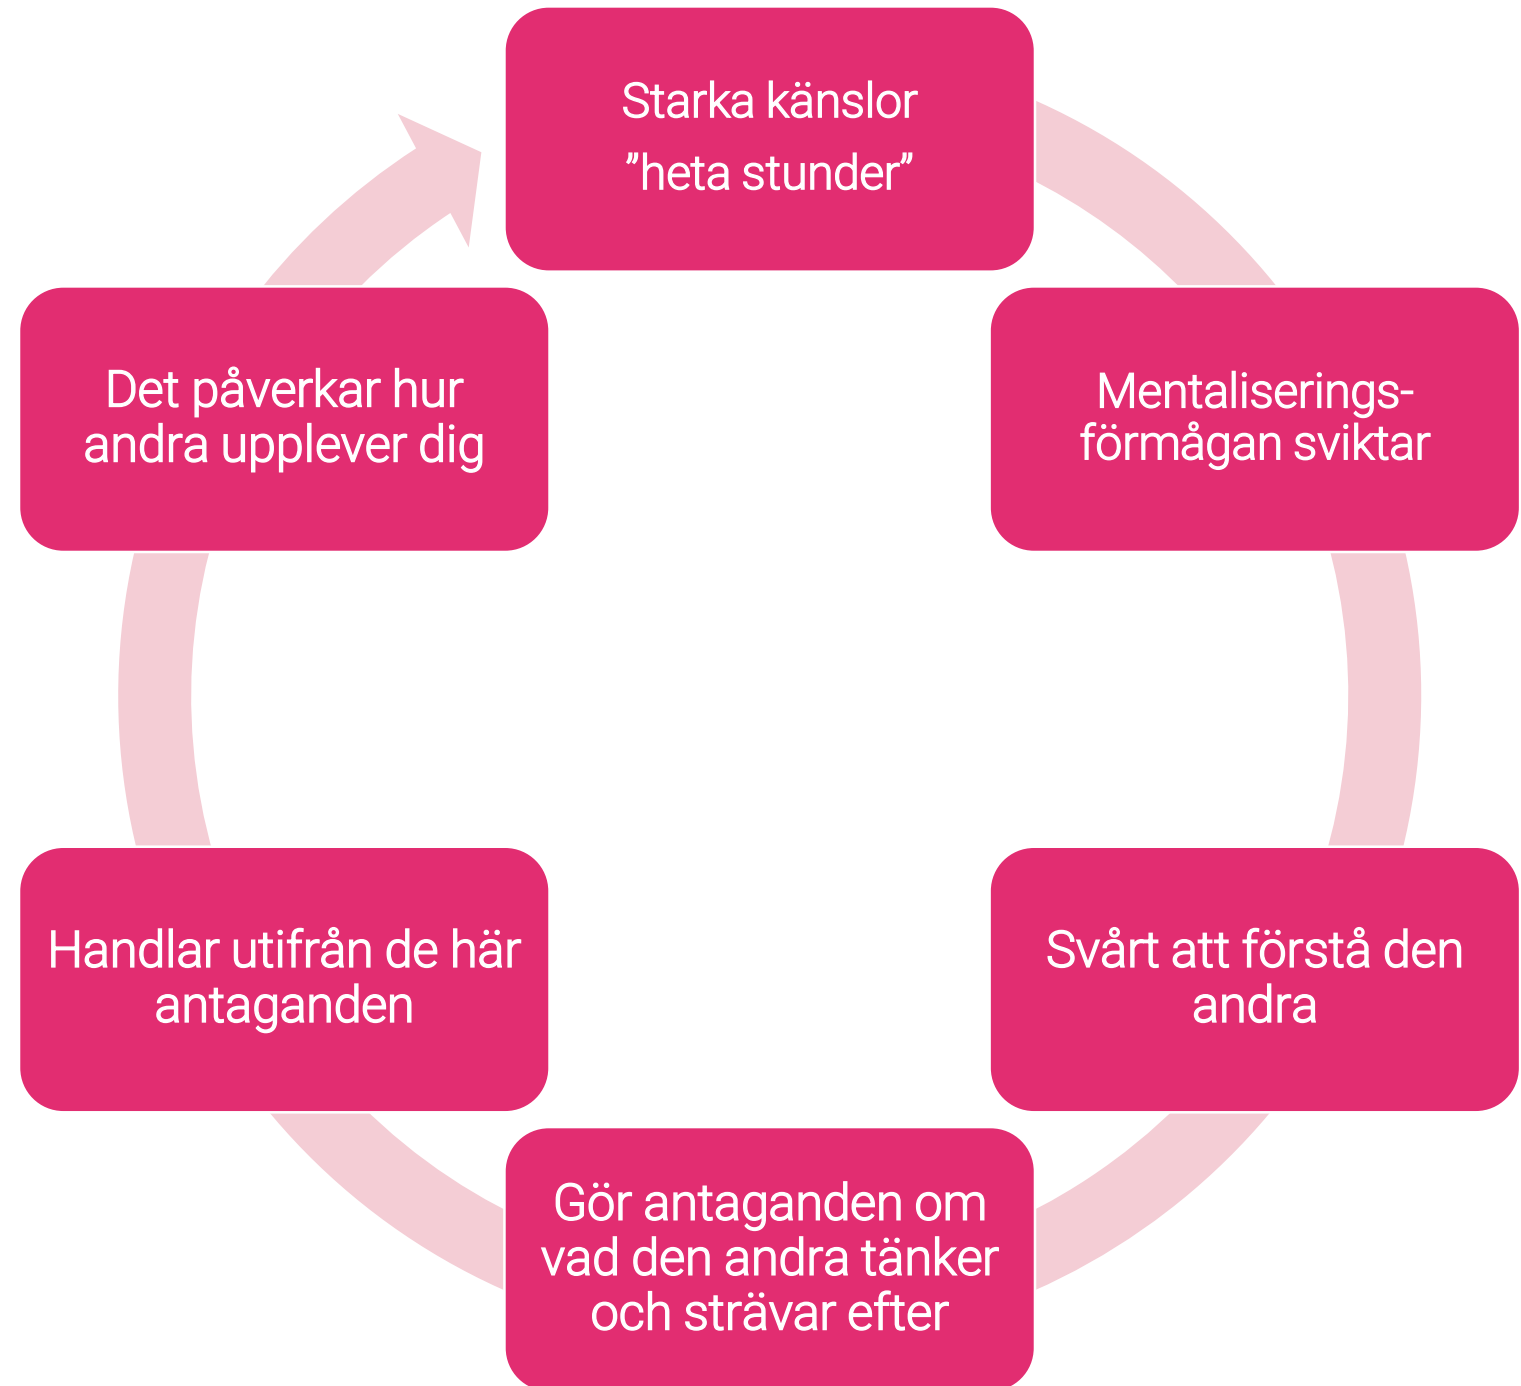 Starka känslor
”heta stunder”
Mentaliserings-
förmågan sviktar
Svårt att förstå den
andra
Gör antaganden om
vad den andra tänker
och strävar efter
Handlar utifrån de här
antaganden
Det påverkar hur
andra upplever dig